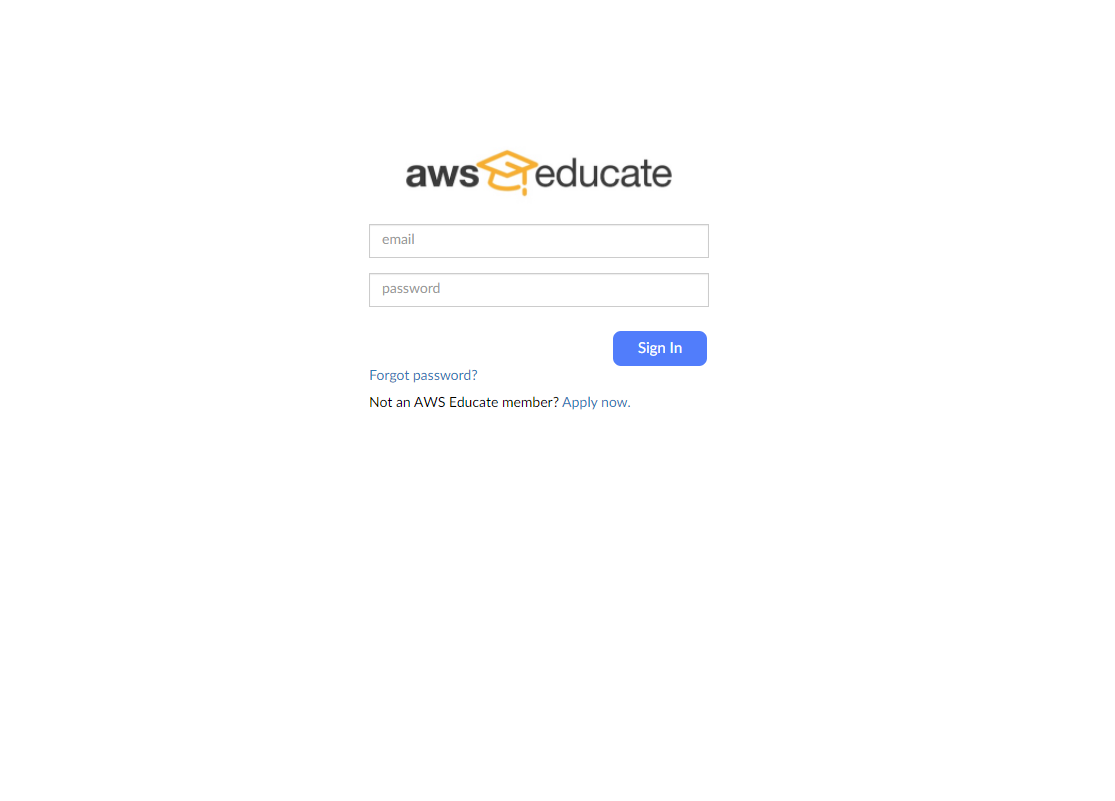 aws educate
email
password
Sign In
Forgot password?
Not an AWS Educate member? Apply now.